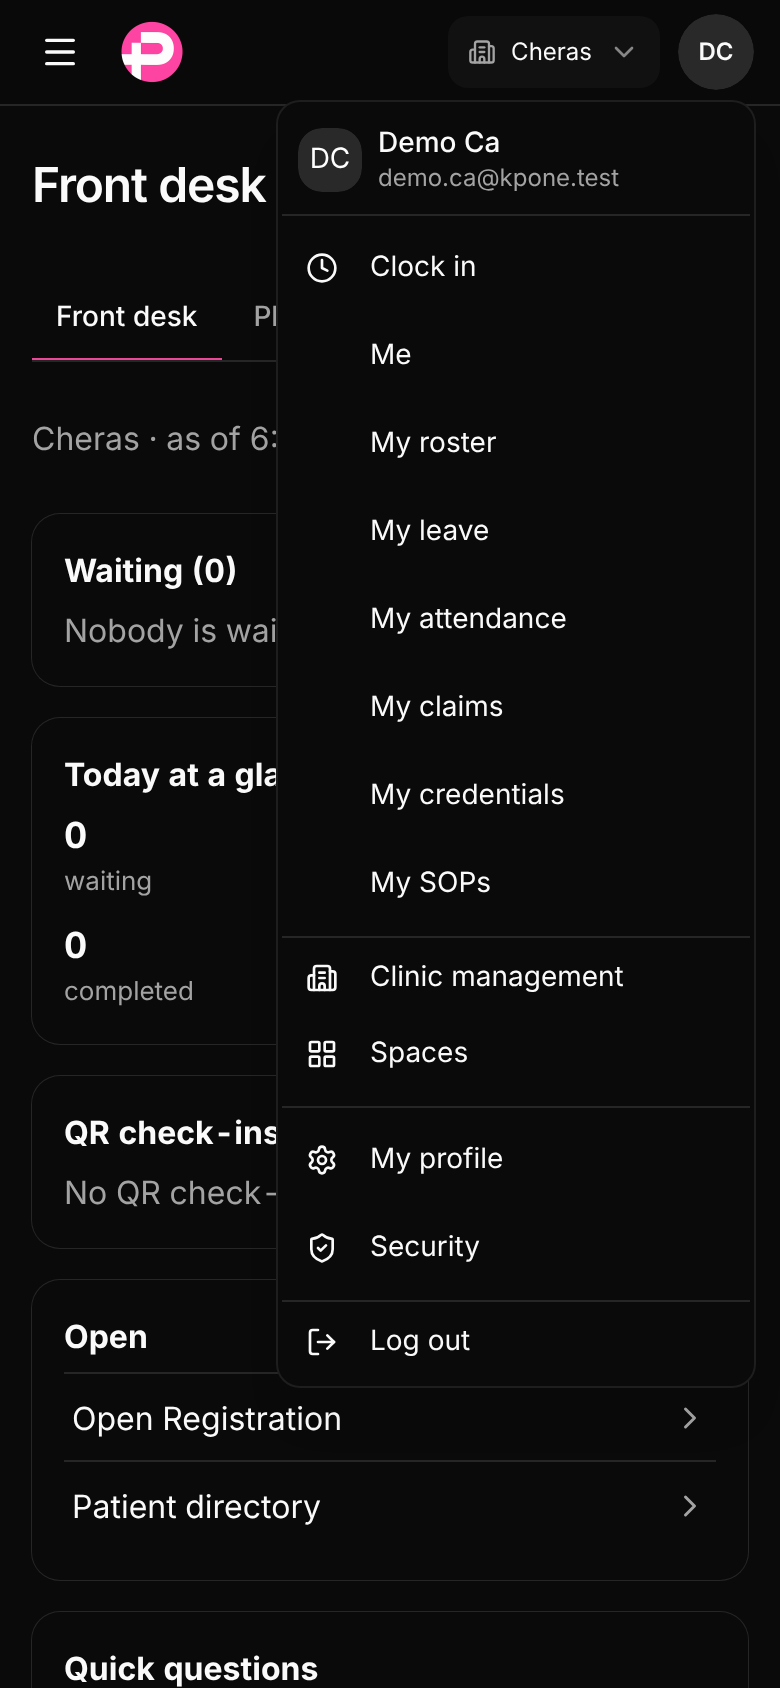 Cheras
DC
DC
Demo Ca
demo.ca@kpone.test
Front desk
Clock in
Front desk
Me
My roster
Cheras · as of 6:
My leave
Waiting (0)
Nobody is wai
My attendance
My claims
Today at a gla
My credentials
0
waiting
My SOPs
0
completed
Clinic management
Spaces
QR check-ins
No QR check-
My profile
Security
Open
Log out
Open Registration
Patient directory
Quick questions